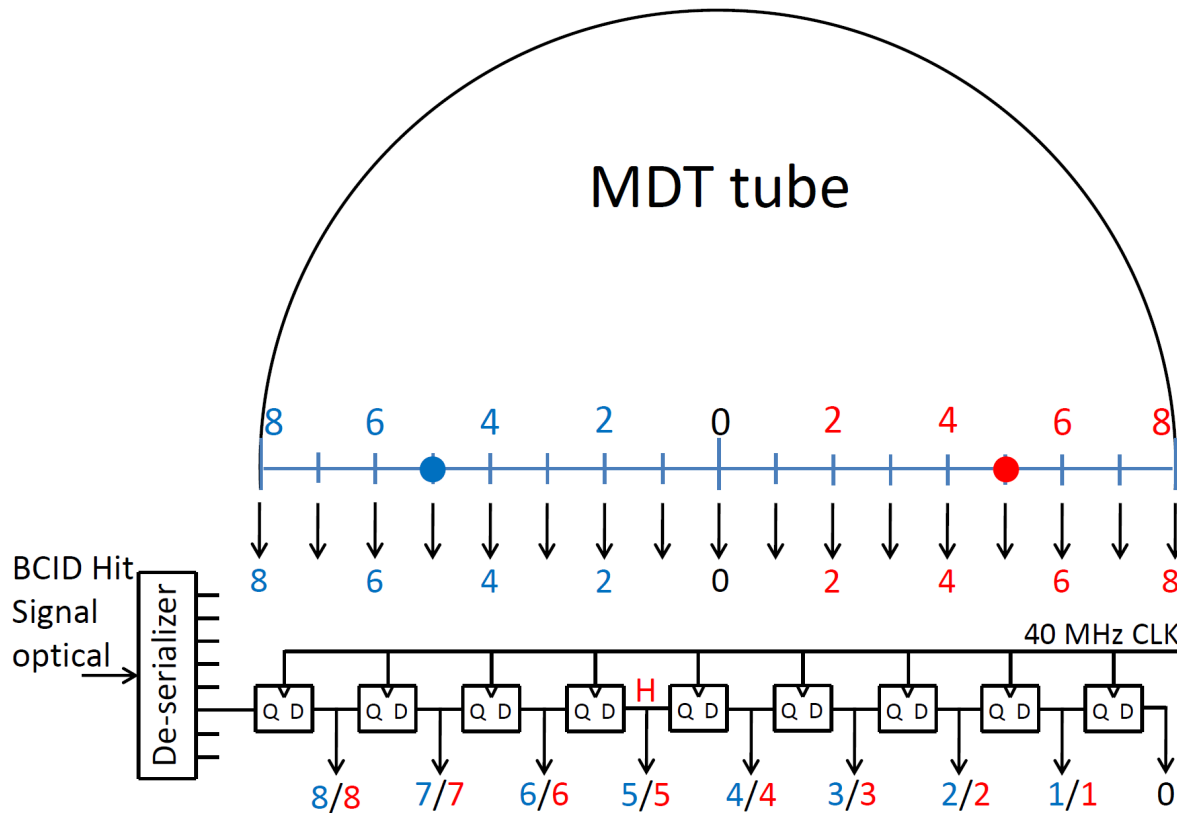 MDT tube
8 6 4 2 0 2 4 6 8
8 6 4 2 0 2 4 6 8
BCID Hit
Signal
optical
De-serializer
40 MHz CLK
H
Q D Q D Q D Q D Q D Q D Q D Q D Q D
8/8 7/7 6/6 5/5 4/4 3/3 2/2 1/1 0